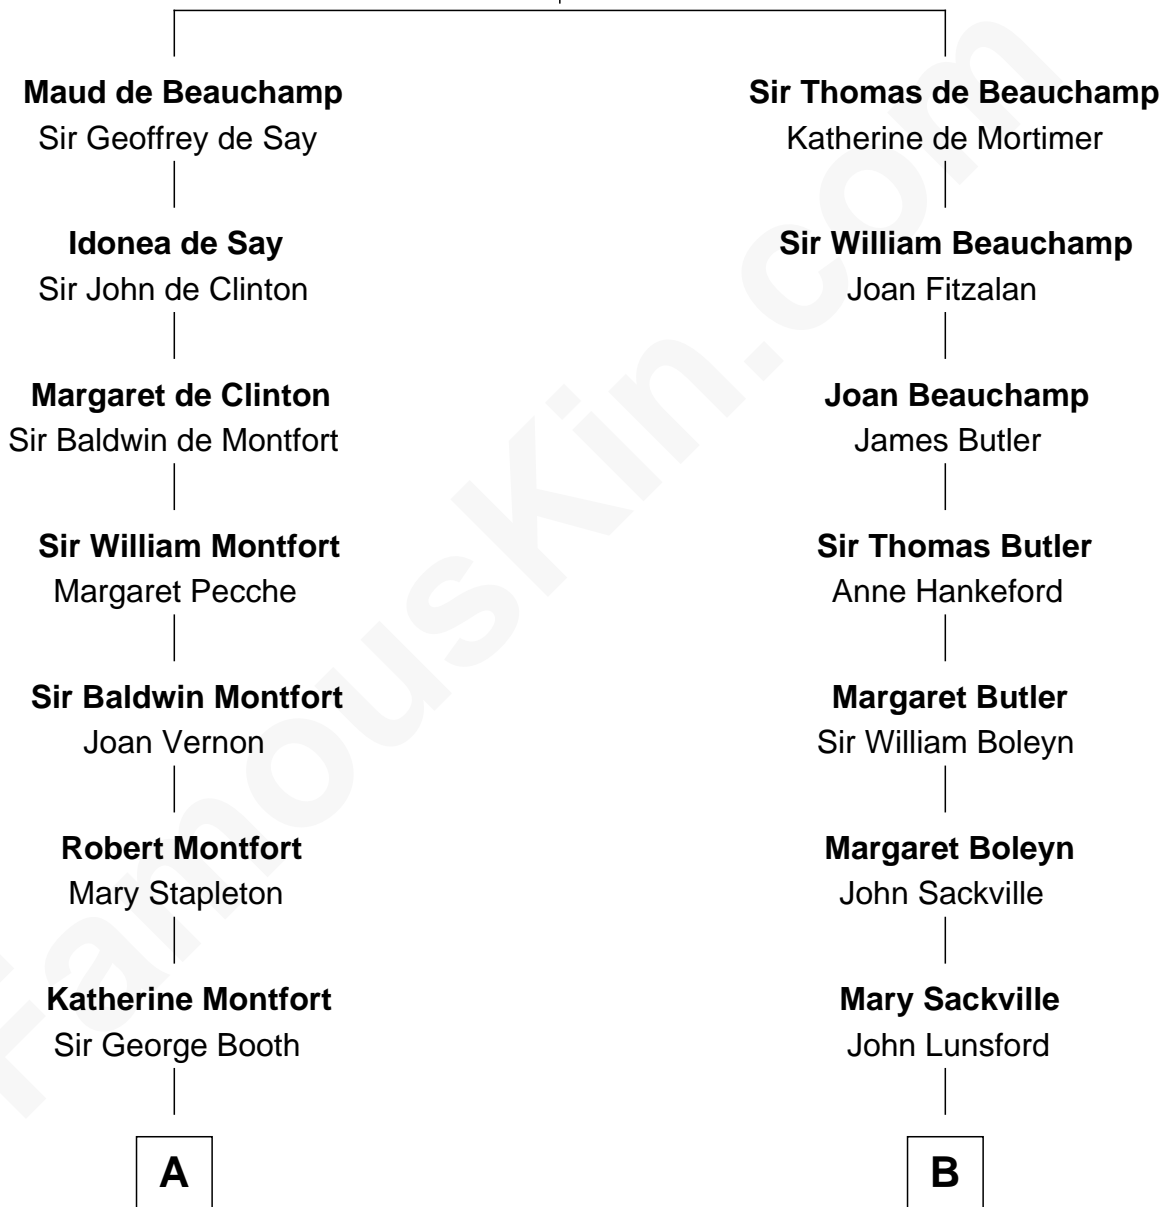 Maud de Beauchamp
Sir Geoffrey de Say
Idonea de Say
Sir John de Clinton
Margaret de Clinton
Sir Baldwin de Montfort
Sir William Montfort
Margaret Pecche
Sir Baldwin Montfort
Joan Vernon
Robert Montfort
Mary Stapleton
Katherine Montfort
Sir George Booth
A
Sir Thomas de Beauchamp
Katherine de Mortimer
Sir William Beauchamp
Joan Fitzalan
Joan Beauchamp
James Butler
Sir Thomas Butler
Anne Hankeford
Margaret Butler
Sir William Boleyn
Margaret Boleyn
John Sackville
Mary Sackville
John Lunsford
B
FamousKin.com